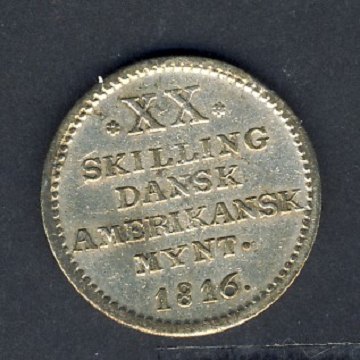 XX
SKILLING
DANSK
AMERIKANSK
MYNT.
1816.